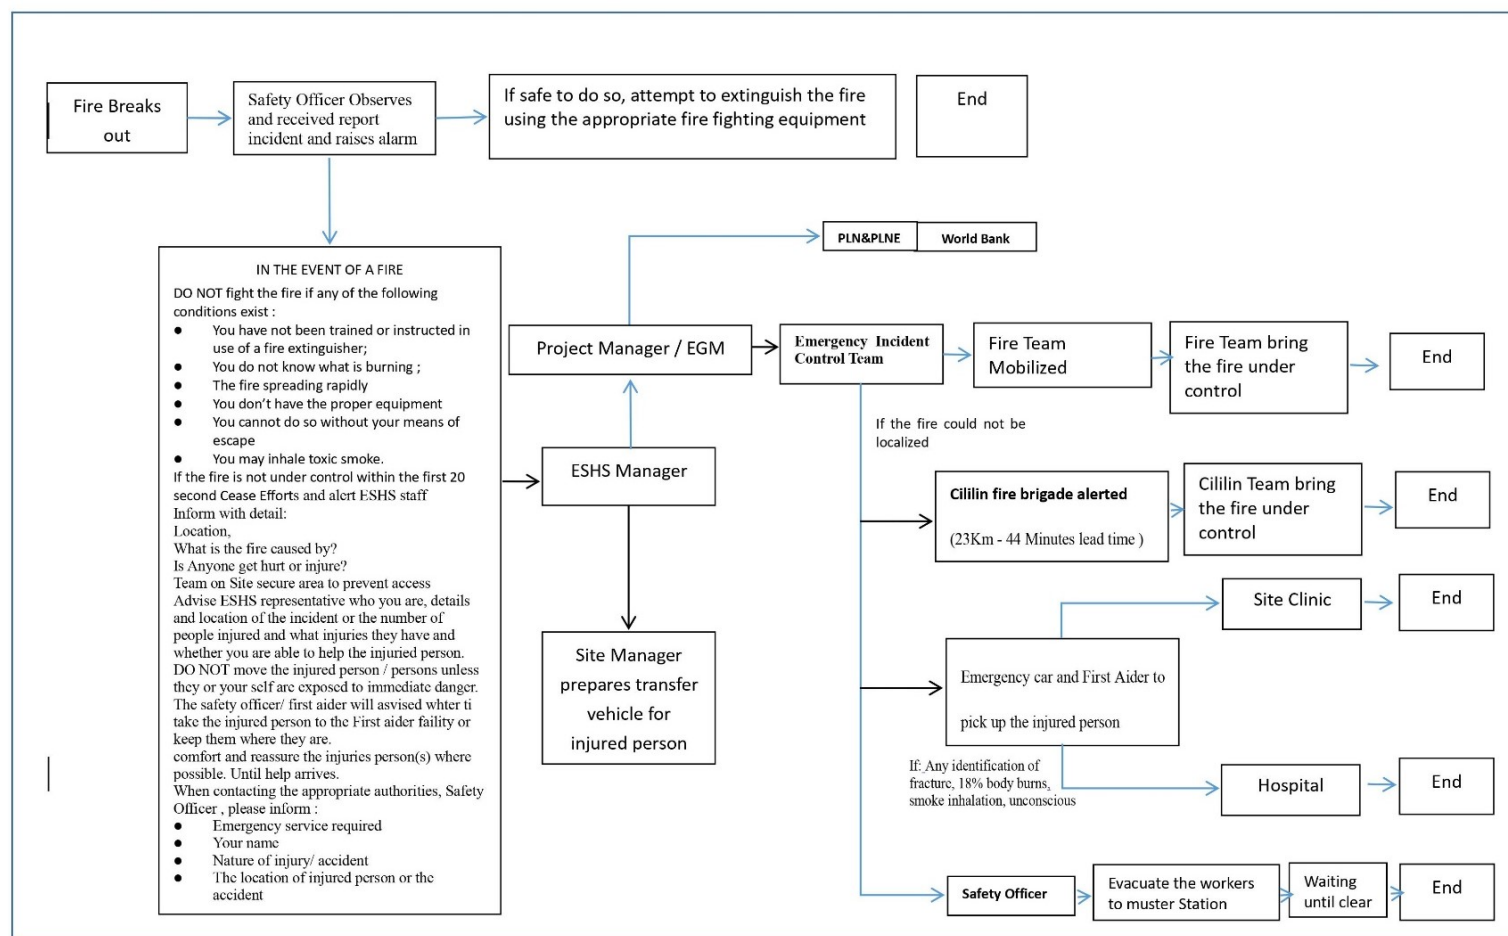 Fire Breaks
out
Safety Officer Observes
and received report
incident and raises alarm
If safe to do so, attempt to extinguish the fire
using the appropriate fire fighting equipment
End
IN THE EVENT OF A FIRE
DO NOT fight the fire if any of the following
conditions exist :
● You have not been trained or instructed in
use of a fire extinguisher;
● You do not know what is burning ;
● The fire spreading rapidly
● You don't have the proper equipment
● You cannot do so without your means of
escape
● You may inhale toxic smoke.
If the fire is not under control within the first 20
second Cease Efforts and alert ESHS staff
Inform with detail:
Location,
What is the fire caused by?
Is Anyone get hurt or injure?
Team on Site secure area to prevent access
Advise ESHS representative who you are, details
and location of the incident or the number of
people injured and what injuries they have and
whether you are able to help the injuried person.
DO NOT move the injured person / persons unless
they or your self are exposed to immediate danger.
The safety officer/ first aider will asvised whter ti
take the injured person to the First aider faility or
keep them where they are.
comfort and reassure the injuries person(s) where
possible. Until help arrives.
When contacting the appropriate authorities, Safety
Officer , please inform :
● Emergency service required
● Your name
● Nature of injury/ accident
● The location of injured person or the
accident
PLN&PLNE
World Bank
Project Manager / EGM
Emergency Incident
Control Team
Fire Team
Mobilized
Fire Team bring
the fire under
control
End
If the fire could not be
localized
ESHS Manager
Cililin fire brigade alerted
(23Km - 44 Minutes lead time )
Cililin Team bring
the fire under
control
End
Site Manager
prepares transfer
vehicle for
injured person
Emergency car and First Aider to
pick up the injured person
Site Clinic
End
If: Any identification of
fracture, 18% body burns,
smoke inhalation, unconscious
Hospital
End
Safety Officer
Evacuate the workers
to muster Station
Waiting
until clear
End